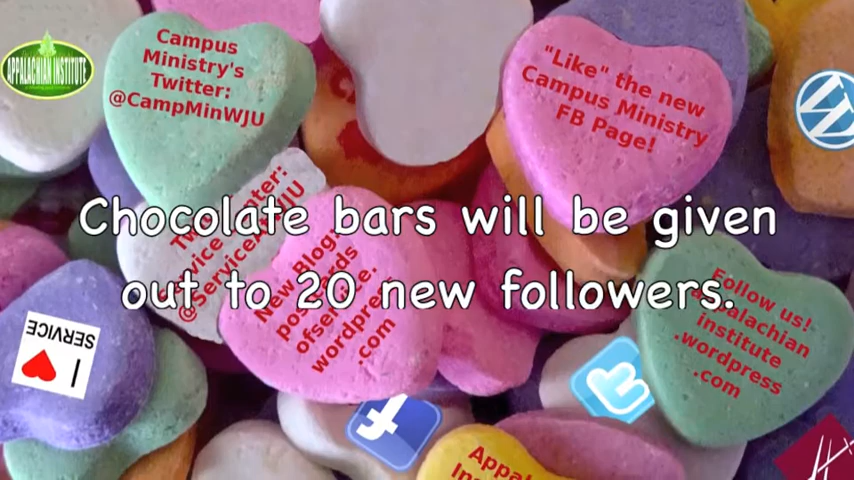 APPALACHIAN INSTITUTE
Campus
Ministry's
Twitter:
@CampMinWJU
"Like" the new
Campus Ministry
FB Page!
Chocolate bars will be given
out to 20 new followers.
New Blog:
ofservice.
wordpress
.com
Follow us!
appalachian
institute
.wordpress
.com
I
SERVICE